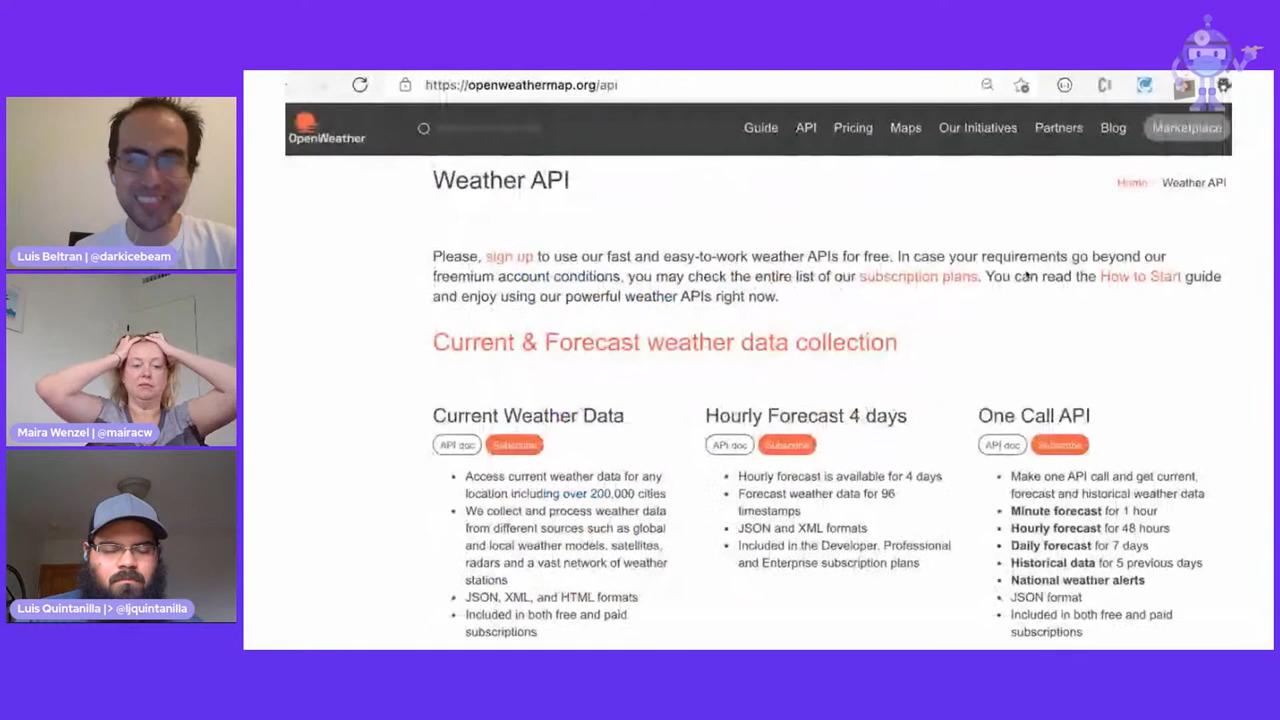 https://openweathermap.org/api
OpenWeather
Guide API Pricing Maps Our Initiatives Partners Blog Marketplace
Weather API
Home Weather API
Please, sign up to use our fast and easy-to-work weather APIs for free. In case your requirements go beyond our
freemium account conditions, you may check the entire list of our subscription plans. You can read the How to Start guide
and enjoy using our powerful weather APIs right now.
Current & Forecast weather data collection
Current Weather Data
API doc Subscribe
Access current weather data for any
location including over 200,000 cities
We collect and process weather data
from different sources such as global
and local weather models, satellites,
radars and a vast network of weather
stations
JSON, XML, and HTML formats
Included in both free and paid
subscriptions
Hourly Forecast 4 days
API doc Subscribe
Hourly forecast is available for 4 days
Forecast weather data for 96
timestamps
JSON and XML formats
Included in the Developer, Professional
and Enterprise subscription plans
One Call API
API doc Subscribe
Make one API call and get current,
forecast and historical weather data
Minute forecast for 1 hour
Hourly forecast for 48 hours
Daily forecast for 7 days
Historical data for 5 previous days
National weather alerts
JSON format
Included in both free and paid
subscriptions
Luis Beltran | @darkicebeam
Maira Wenzel | @mairacw
Luis Quintanilla |> @ljquintanilla